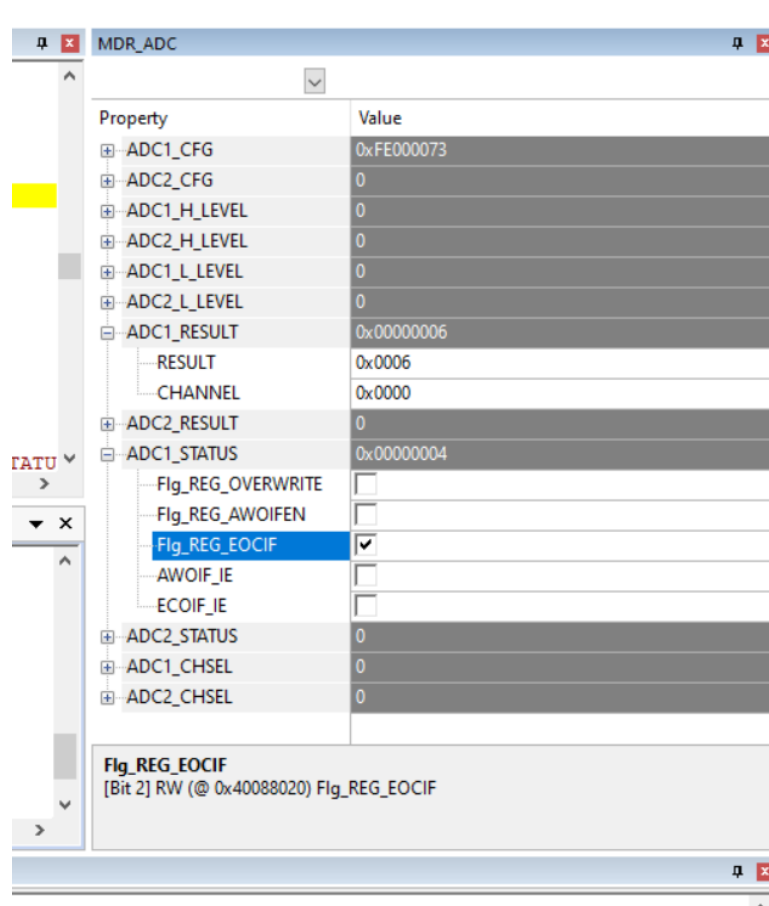 MDR_ADC
Property Value
ADC1_CFG 0xFE000073
ADC2_CFG 0
ADC1_H_LEVEL 0
ADC2_H_LEVEL 0
ADC1_L_LEVEL 0
ADC2_L_LEVEL 0
ADC1_RESULT 0x00000006
RESULT 0x0006
CHANNEL 0x0000
ADC2_RESULT 0
TATU
ADC1_STATUS 0x00000004
Flg_REG_OVERWRITE
Flg_REG_AWOIFEN
Flg_REG_EOCIF
AWOIF_IE
ECOIF_IE
ADC2_STATUS 0
ADC1_CHSEL 0
ADC2_CHSEL 0
Flg_REG_EOCIF
[Bit 2] RW (@ 0x40088020) Flg_REG_EOCIF